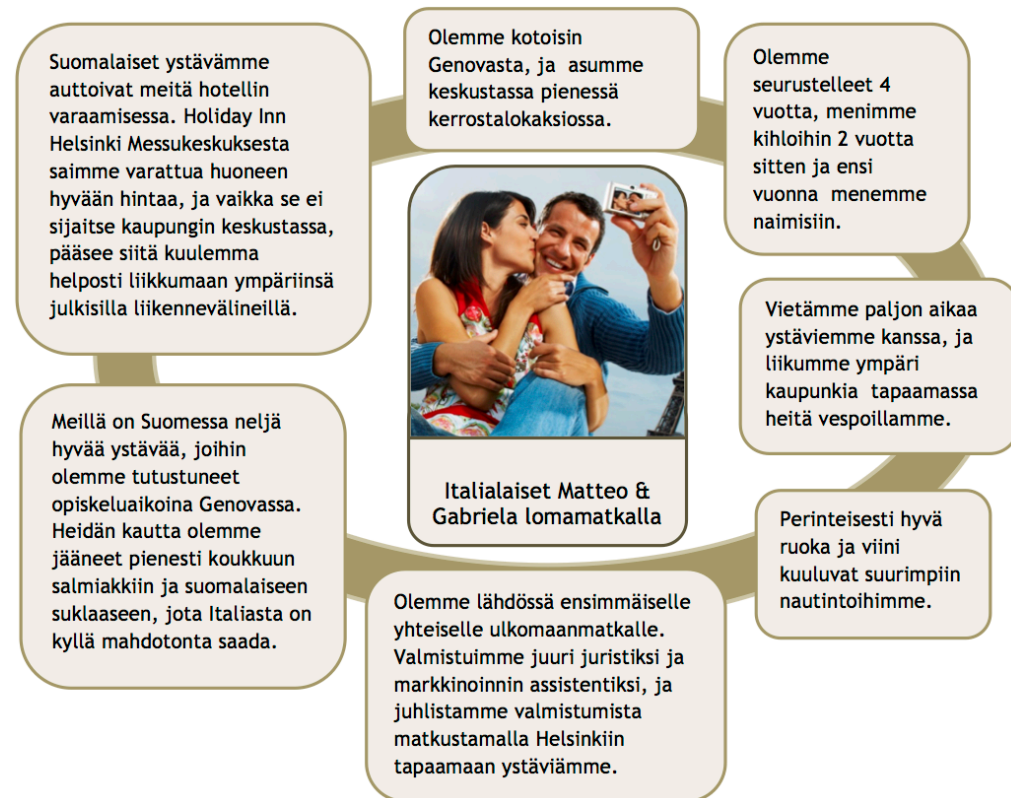 Olemme kotoisin
Genovasta, ja asumme
keskustassa pienessä
kerrostalokaksiossa.
Olemme
seurustelleet 4
vuotta, menimme
kihloihin 2 vuotta
sitten ja ensi
vuonna menemme
naimisiin.
Vietämme paljon aikaa
ystäviemme kanssa, ja
liikumme ympäri
kaupunkia tapaamassa
heitä vespoillamme.
Perinteisesti hyvä
ruoka ja viini
kuuluvat suurimpiin
nautintoihimme.
Olemme lähdössä ensimmäiselle
yhteiselle ulkomaanmatkalle.
Valmistuimme juuri juristiksi ja
markkinoinnin assistentiksi, ja
juhlistamme valmistumista
matkustamalla Helsinkiin
tapaamaan ystäviämme.
Meillä on Suomessa neljä
hyvää ystävää, joihin
olemme tutustuneet
opiskeluaikoina Genovassa.
Heidän kautta olemme
jääneet pienesti koukkuun
salmiakkiin ja suomalaiseen
suklaaseen, jota Italiasta on
kyllä mahdotonta saada.
Suomalaiset ystävämme
auttoivat meitä hotellin
varaamisessa. Holiday Inn
Helsinki Messukeskuksesta
saimme varattua huoneen
hyvään hintaa, ja vaikka se ei
sijaitse kaupungin keskustassa,
pääsee siitä kuulemma
helposti liikkumaan ympäriinsä
julkisilla liikennevälineillä.
Italialaiset Matteo &
Gabriela lomamatkalla